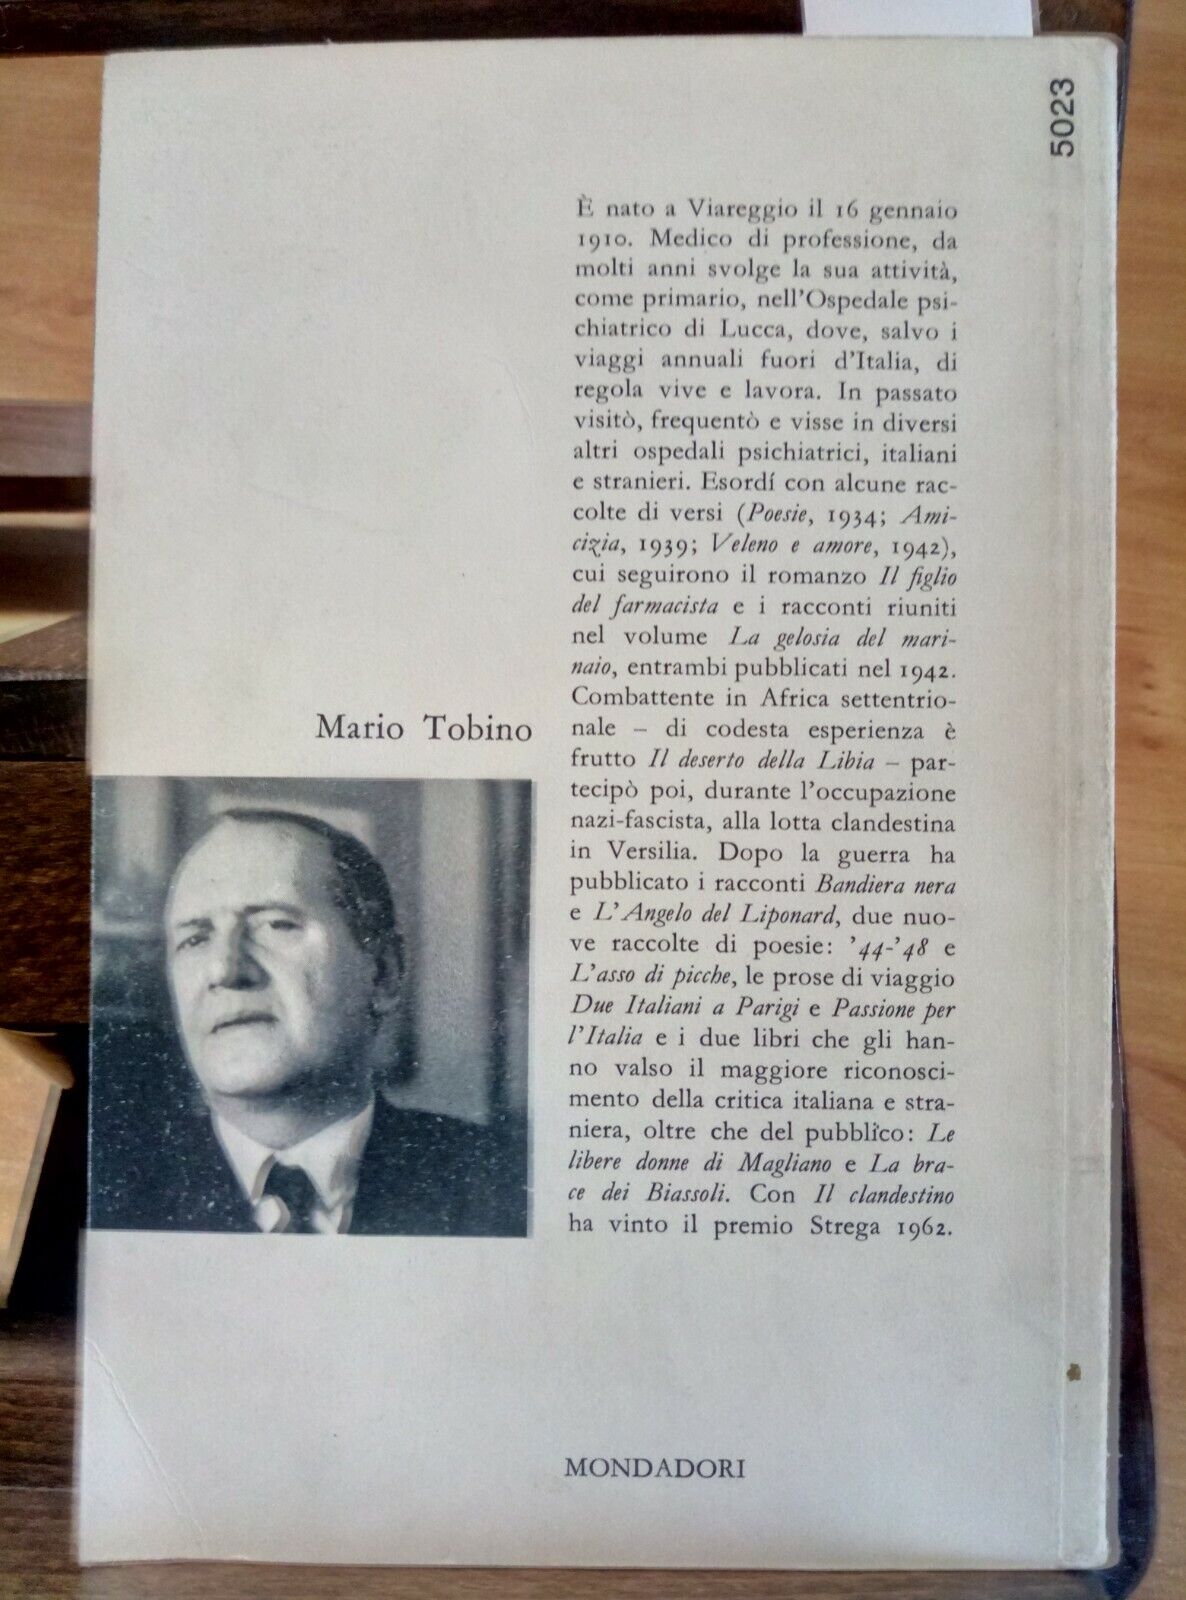 5023
È nato a Viareggio il 16 gennaio
1910. Medico di professione, da
molti anni svolge la sua attività,
come primario, nell'Ospedale psi-
chiatrico di Lucca, dove, salvo i
viaggi annuali fuori d'Italia, di
regola vive e lavora. In passato
visitò, frequentò e visse in diversi
altri ospedali psichiatrici, italiani
e stranieri. Esordí con alcune rac-
colte di versi (Poesie, 1934; Ami-
cizia, 1939; Veleno e amore, 1942),
cui seguirono il romanzo Il figlio
del farmacista e i racconti riuniti
nel volume La gelosia del mari-
naio, entrambi pubblicati nel 1942.
Combattente in Africa settentrio-
nale – di codesta esperienza è
frutto Il deserto della Libia – par-
tecipò poi, durante l'occupazione
nazi-fascista, alla lotta clandestina
in Versilia. Dopo la guerra ha
pubblicato i racconti Bandiera nera
e L'Angelo del Liponard, due nuo-
ve raccolte di poesie: '44-'48 e
L'asso di picche, le prose di viaggio
Due Italiani a Parigi e Passione per
l'Italia e i due libri che gli han-
no valso il maggiore riconosci-
mento della critica italiana e stra-
niera, oltre che del pubblico: Le
libere donne di Magliano e La bra-
ce dei Biassoli. Con Il clandestino
ha vinto il premio Strega 1962.
Mario Tobino
MONDADORI